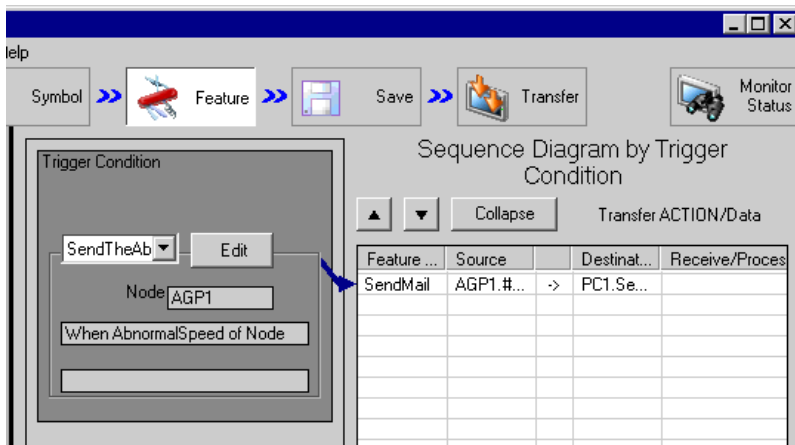 Help
Symbol
Feature
Save
Transfer
Monitor
Status
Trigger Condition
SendTheAb
Edit
Node AGP1
When AbnormalSpeed of Node
Sequence Diagram by Trigger
Condition
Collapse
Transfer ACTION/Data
Feature ... Source Destinat... Receive/Proces
SendMail AGP1.#... -> PC1.Se...